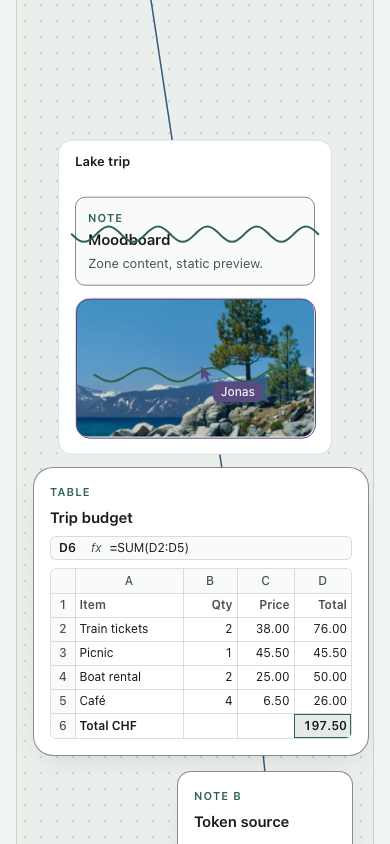 Lake trip
NOTE
Moodboard
Zone content, static preview.
Jonas
TABLE
Trip budget
D6 fx =SUM(D2:D5)
A B C D
1 Item Qty Price Total
2 Train tickets 2 38.00 76.00
3 Picnic 1 45.50 45.50
4 Boat rental 2 25.00 50.00
5 Café 4 6.50 26.00
6 Total CHF 197.50
NOTE B
Token source